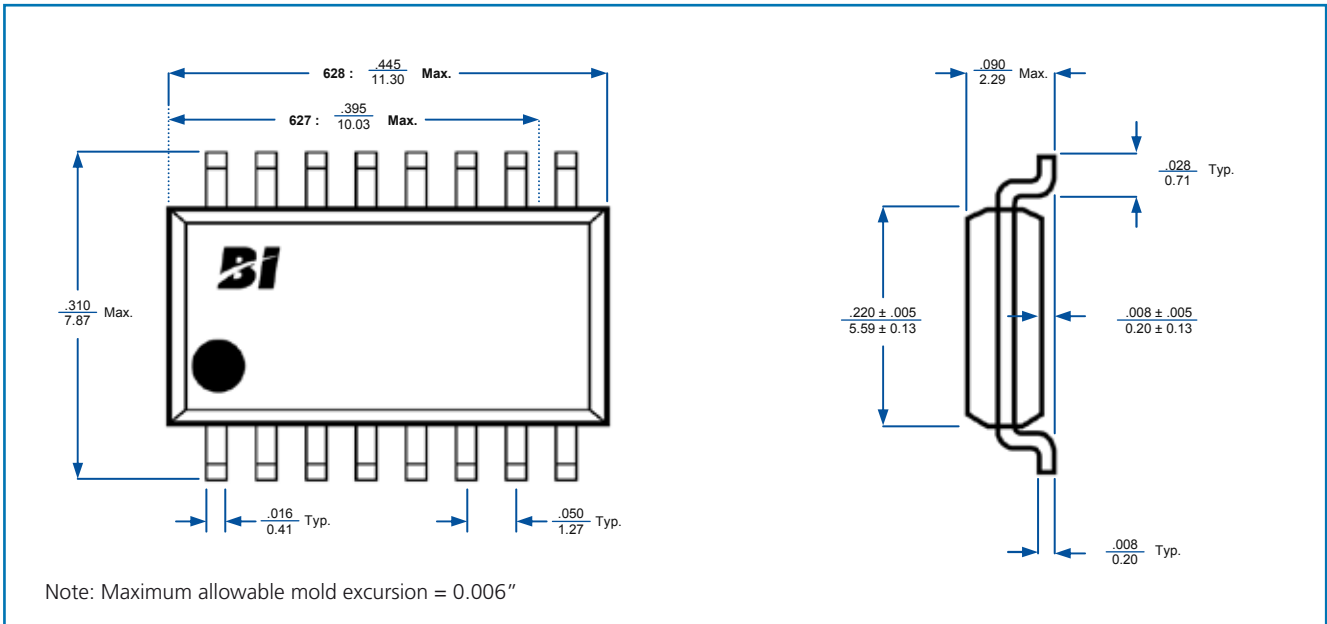 628 : .445 / 11.30 Max.
627 : .395 / 10.03 Max.
.090 / 2.29 Max.
.028 / 0.71 Typ.
BI
.310 / 7.87 Max.
.220 ± .005 / 5.59 ± 0.13
.008 ± .005 / 0.20 ± 0.13
.016 / 0.41 Typ.
.050 / 1.27 Typ.
.008 / 0.20 Typ.
Note: Maximum allowable mold excursion = 0.006”